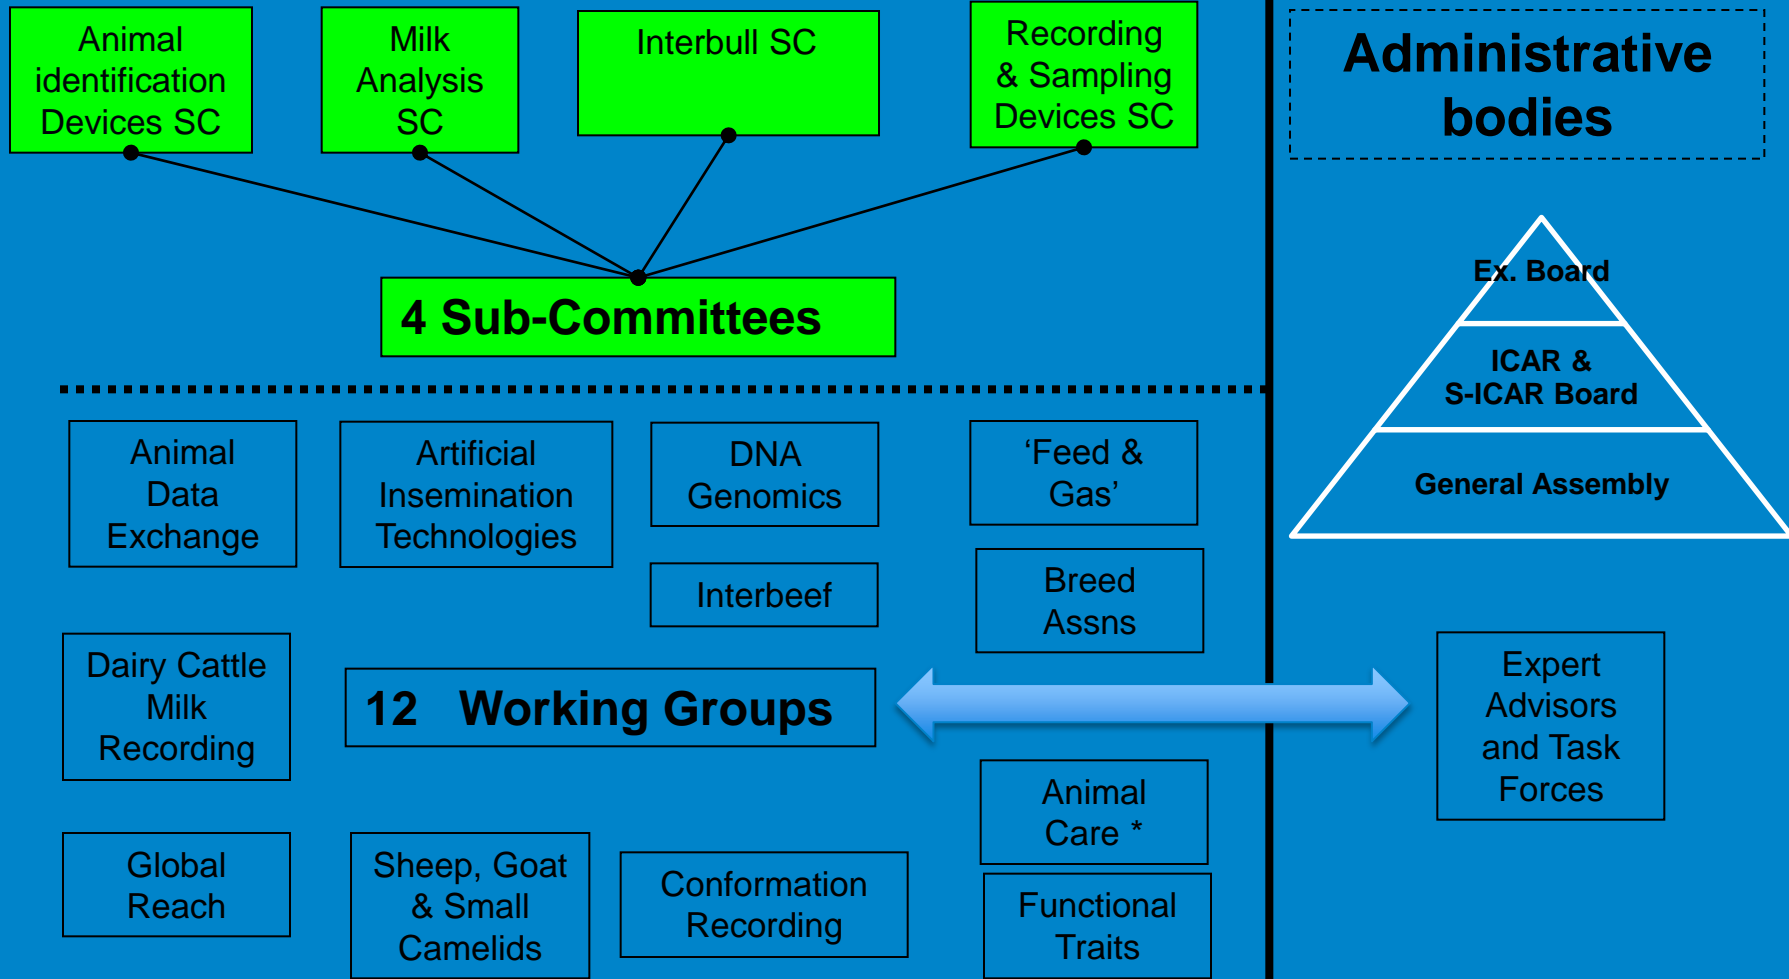 Animal
identification
Devices SC
Milk
Analysis
SC
Interbull SC
Recording
& Sampling
Devices SC
4 Sub-Committees
Animal
Data
Exchange
Artificial
Insemination
Technologies
DNA
Genomics
‘Feed &
Gas’
Interbeef
Breed
Assns
Dairy Cattle
Milk
Recording
12 Working Groups
Animal
Care *
Global
Reach
Sheep, Goat
& Small
Camelids
Conformation
Recording
Functional
Traits
Administrative
bodies
Ex. Board
ICAR &
S-ICAR Board
General Assembly
Expert
Advisors
and Task
Forces